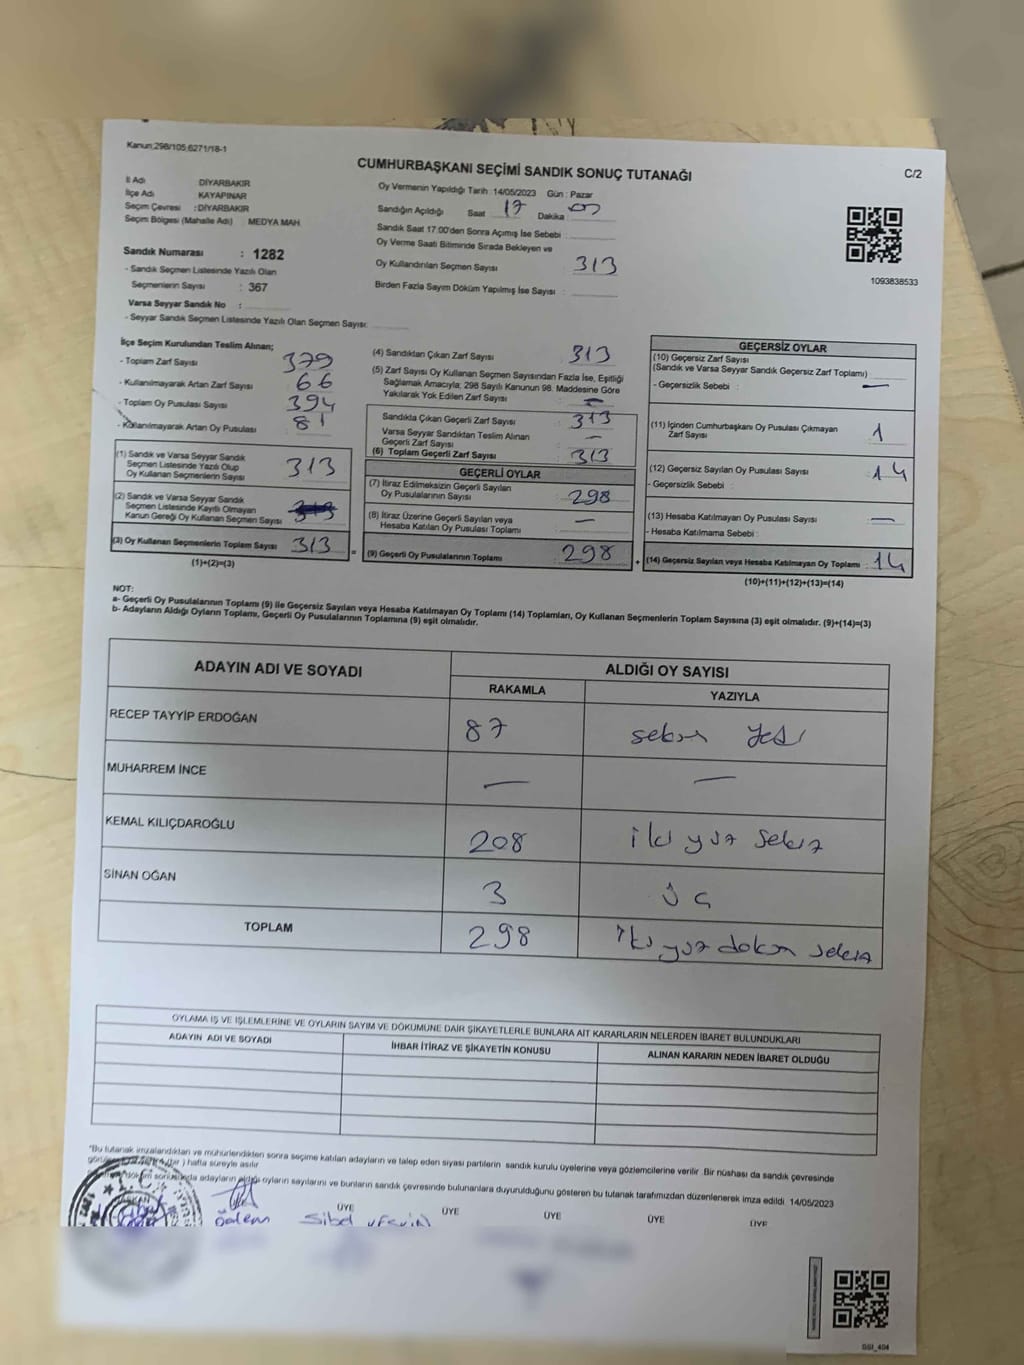 Kanun;298/105;6271/18-1
CUMHURBAŞKANI SEÇİMİ SANDIK SONUÇ TUTANAĞI
C/2
İl Adı DİYARBAKIR
İlçe Adı KAYAPINAR
Seçim Çevresi : DİYARBAKIR
Seçim Bölgesi (Mahalle Adı) : MEDYA MAH.
Sandık Numarası : 1282
- Sandık Seçmen Listesinde Yazılı Olan
Seçmenlerin Sayısı : 367
Varsa Seyyar Sandık No :
- Seyyar Sandık Seçmen Listesinde Yazılı Olan Seçmen Sayısı:
Oy Vermenin Yapıldığı Tarih :14/05/2023 Gün : Pazar
Sandığın Açıldığı Saat 17 Dakika
Sandık Saat 17.00'den Sonra Açımış İse Sebebi :
Oy Verme Saati Bitiminde Sırada Bekleyen ve
Oy Kullandırılan Seçmen Sayısı : 313
Birden Fazla Sayım Döküm Yapılmış İse Sayısı :
1093838533
İlçe Seçim Kurulundan Teslim Alınan;
- Toplam Zarf Sayısı 379
- Kullanılmayarak Artan Zarf Sayısı 66
- Toplam Oy Pusulası Sayısı 394
- Kullanılmayarak Artan Oy Pusulası 81
(1) Sandık ve Varsa Seyyar Sandık
Seçmen Listesinde Yazılı Olup
Oy Kullanan Seçmenlerin Sayısı 313
(2) Sandık ve Varsa Seyyar Sandık
Seçmen Listesinde Kayıtlı Olmayan
Kanun Gereği Oy Kullanan Seçmen Sayısı
(3) Oy Kullanan Seçmenlerin Toplam Sayısı 313
(1)+(2)=(3)
(4) Sandıktan Çıkan Zarf Sayısı 313
(5) Zarf Sayısı Oy Kullanan Seçmen Sayısından Fazla İse, Eşitliği
Sağlamak Amacıyla; 298 Sayılı Kanunun 98. Maddesine Göre
Yakılarak Yok Edilen Zarf Sayısı : —
Sandıkta Çıkan Geçerli Zarf Sayısı : 313
Varsa Seyyar Sandıktan Teslim Alınan
Geçerli Zarf Sayısı : —
(6) Toplam Geçerli Zarf Sayısı : 313
GEÇERLİ OYLAR
(7) İtiraz Edilmeksizin Geçerli Sayılan
Oy Pusulalarının Sayısı : 298
(8) İtiraz Üzerine Geçerli Sayılan veya
Hesaba Katılan Oy Pusulası Toplamı : —
= (9) Geçerli Oy Pusulalarının Toplamı : 298 +
GEÇERSİZ OYLAR
(10) Geçersiz Zarf Sayısı
(Sandık ve Varsa Seyyar Sandık Geçersiz Zarf Toplamı) :
- Geçersizlik Sebebi : —
(11) İçinden Cumhurbaşkanı Oy Pusulası Çıkmayan
Zarf Sayısı : 1
(12) Geçersiz Sayılan Oy Pusulası Sayısı : 14
- Geçersizlik Sebebi :
(13) Hesaba Katılmayan Oy Pusulası Sayısı : —
- Hesaba Katılmama Sebebi :
(14) Geçersiz Sayılan veya Hesaba Katılmayan Oy Toplamı : 14
(10)+(11)+(12)+(13)=(14)
NOT:
a- Geçerli Oy Pusulalarının Toplamı (9) ile Geçersiz Sayılan veya Hesaba Katılmayan Oy Toplamı (14) Toplamları, Oy Kullanan Seçmenlerin Toplam Sayısına (3) eşit olmalıdır. (9)+(14)=(3)
b- Adayların Aldığı Oyların Toplamı, Geçerli Oy Pusulalarının Toplamına (9) eşit olmalıdır.
ADAYIN ADI VE SOYADI ALDIĞI OY SAYISI
RAKAMLA YAZIYLA
RECEP TAYYİP ERDOĞAN 87 seksen yedi
MUHARREM İNCE — —
KEMAL KILIÇDAROĞLU 208 iki yüz sekiz
SİNAN OĞAN 3 üç
TOPLAM 298 iki yüz doksan sekiz
OYLAMA İŞ VE İŞLEMLERİNE VE OYLARIN SAYIM VE DÖKÜMÜNE DAİR ŞİKAYETLERLE BUNLARA AİT KARARLARIN NELERDEN İBARET BULUNDUKLARI
ADAYIN ADI VE SOYADI İHBAR İTİRAZ VE ŞİKAYETİN KONUSU ALINAN KARARIN NEDEN İBARET OLDUĞU
"Bu tutanak imzalandıktan ve mühürlendikten sonra seçime katılan adayların ve talep eden siyasi partilerin sandık kurulu üyelerine veya gözlemcilerine verilir .Bir nüshası da sandık çevresinde
hafta süreyle asılır
adayların aldığı oyların sayılarını ve bunların sandık çevresinde bulunanlara duyurulduğunu gösteren bu tutanak tarafımızdan düzenlenerek imza edildi. 14/05/2023
ÜYE ÜYE ÜYE ÜYE ÜYE
Sibel
SSI_404